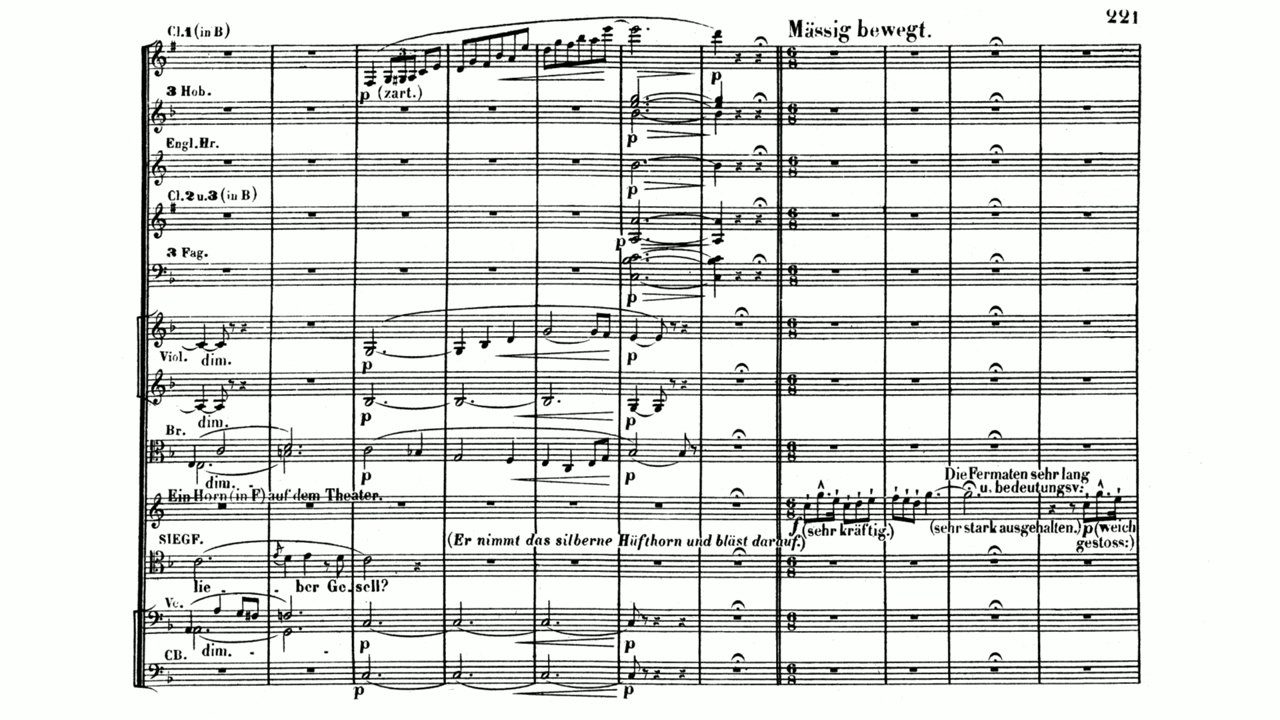 221
Cl.1 (in B)
Mässig bewegt.
3
p (zart.)
p
3 Hob.
p
Engl. Hr.
p
Cl. 2 u. 3 (in B)
p
3 Fag.
p
Viol. dim.
p
p
dim.
p
p
Br.
dim.
p
p
Die Fermaten sehr lang
u. bedeutungsv:
Ein Horn (in F) auf dem Theater.
f (sehr kräftig.)
(sehr stark ausgehalten.)
p (weich
gestoss:)
SIEGF.
(Er nimmt das silberne Hüfthorn und bläst darauf.)
lie - - ber Ge-sell?
Vc.
dim. - -
p
p
CB.
p
p